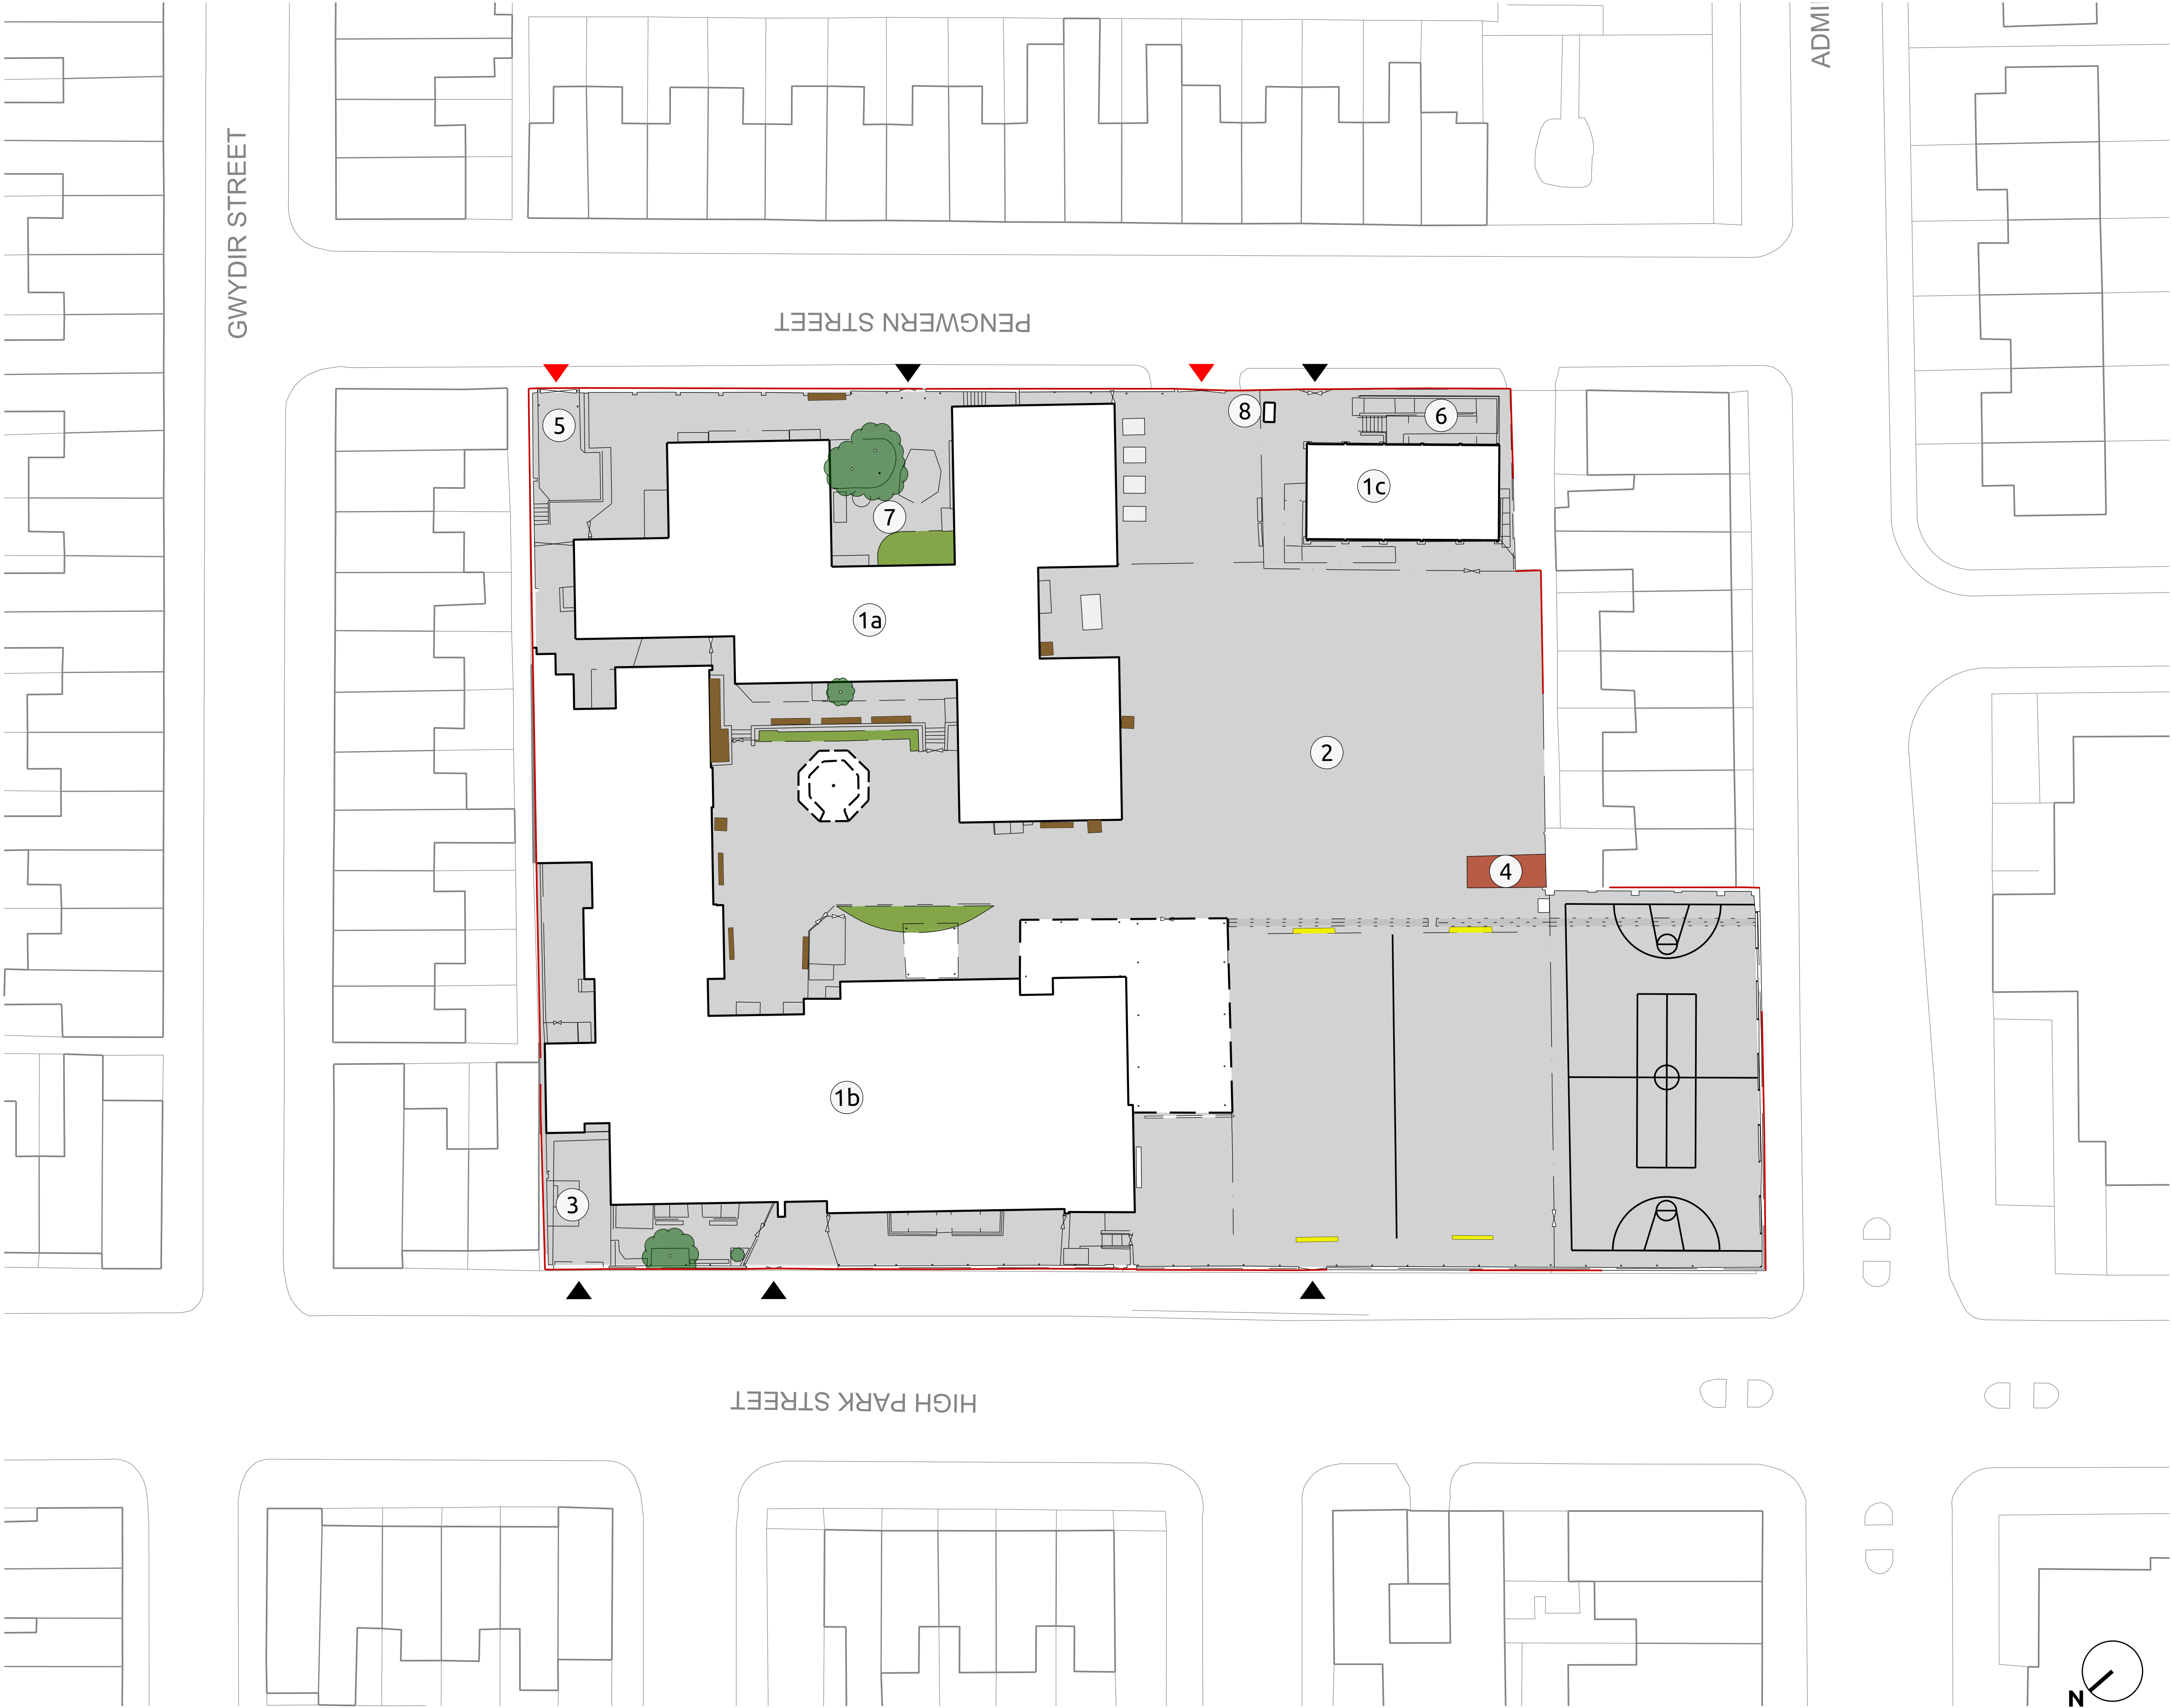 ADMI
GWYDIR STREET
PENGWERN STREET
5
8
6
1c
7
1a
2
4
1b
3
HIGH PARK STREET
N